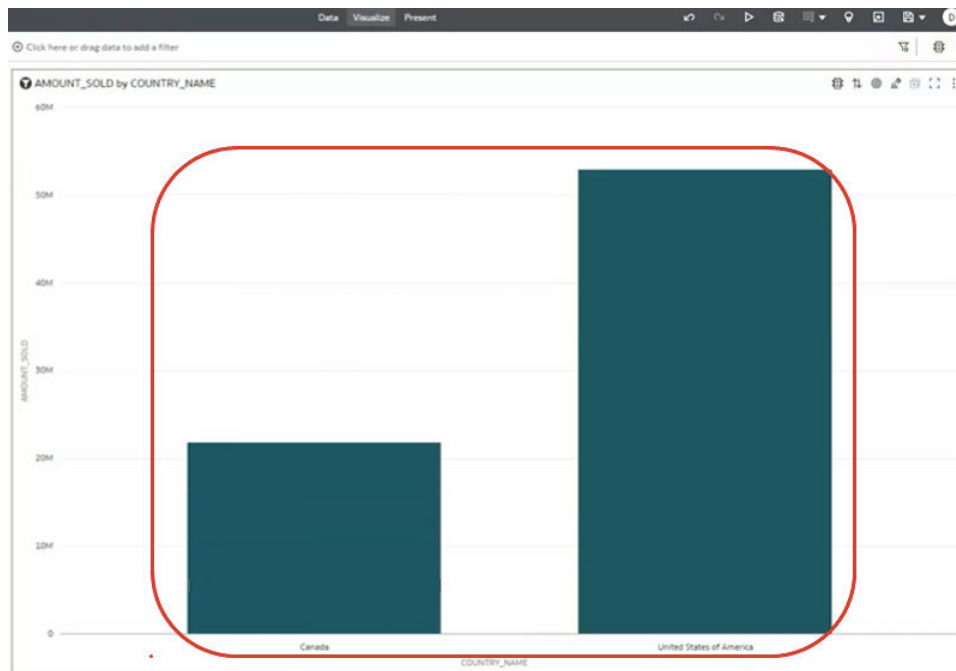 Data Visualize Present
D
Click here or drag data to add a filter
AMOUNT_SOLD by COUNTRY_NAME
60M
50M
40M
30M
20M
10M
0
AMOUNT_SOLD
Canada United States of America
COUNTRY_NAME